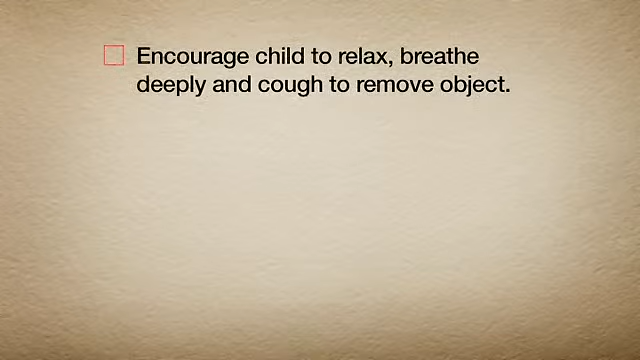 Encourage child to relax, breathe
deeply and cough to remove object.